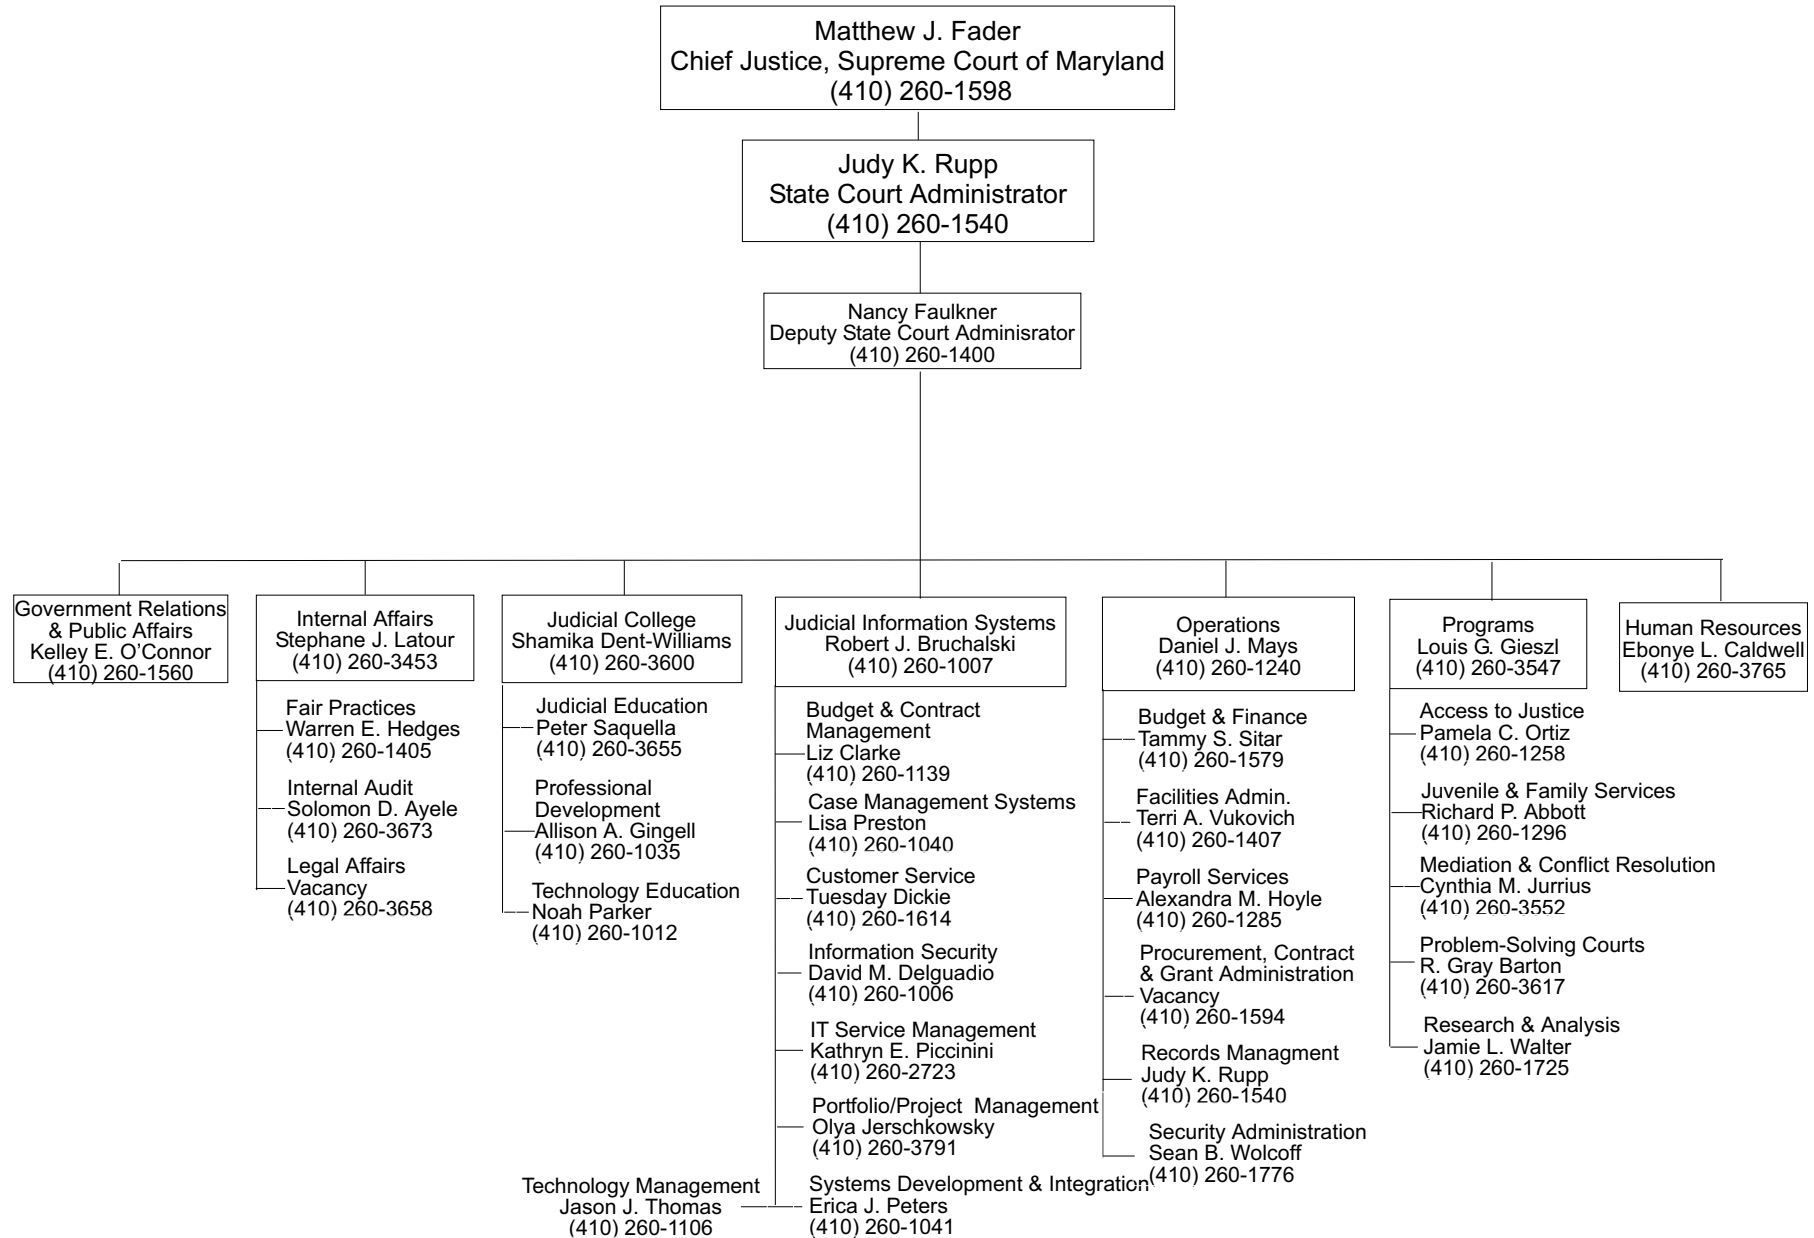 Matthew J. Fader
Chief Justice, Supreme Court of Maryland
(410) 260-1598
Judy K. Rupp
State Court Administrator
(410) 260-1540
Nancy Faulkner
Deputy State Court Adminisrator
(410) 260-1400
Government Relations
& Public Affairs
Kelley E. O’Connor
(410) 260-1560
Internal Affairs
Stephane J. Latour
(410) 260-3453
Fair Practices
Warren E. Hedges
(410) 260-1405
Internal Audit
Solomon D. Ayele
(410) 260-3673
Legal Affairs
Vacancy
(410) 260-3658
Judicial College
Shamika Dent-Williams
(410) 260-3600
Judicial Education
Peter Saquella
(410) 260-3655
Professional
Development
Allison A. Gingell
(410) 260-1035
Technology Education
Noah Parker
(410) 260-1012
Judicial Information Systems
Robert J. Bruchalski
(410) 260-1007
Budget & Contract
Management
Liz Clarke
(410) 260-1139
Case Management Systems
Lisa Preston
(410) 260-1040
Customer Service
Tuesday Dickie
(410) 260-1614
Information Security
David M. Delguadio
(410) 260-1006
IT Service Management
Kathryn E. Piccinini
(410) 260-2723
Portfolio/Project  Management
Olya Jerschkowsky
(410) 260-3791
Systems Development & Integration
Erica J. Peters
(410) 260-1041
Technology Management
Jason J. Thomas
(410) 260-1106
Operations
Daniel J. Mays
(410) 260-1240
Budget & Finance
Tammy S. Sitar
(410) 260-1579
Facilities Admin.
Terri A. Vukovich
(410) 260-1407
Payroll Services
Alexandra M. Hoyle
(410) 260-1285
Procurement, Contract
& Grant Administration
Vacancy
(410) 260-1594
Records Managment
Judy K. Rupp
(410) 260-1540
Security Administration
Sean B. Wolcoff
(410) 260-1776
Programs
Louis G. Gieszl
(410) 260-3547
Access to Justice
Pamela C. Ortiz
(410) 260-1258
Juvenile & Family Services
Richard P. Abbott
(410) 260-1296
Mediation & Conflict Resolution
Cynthia M. Jurrius
(410) 260-3552
Problem-Solving Courts
R. Gray Barton
(410) 260-3617
Research & Analysis
Jamie L. Walter
(410) 260-1725
Human Resources
Ebonye L. Caldwell
(410) 260-3765